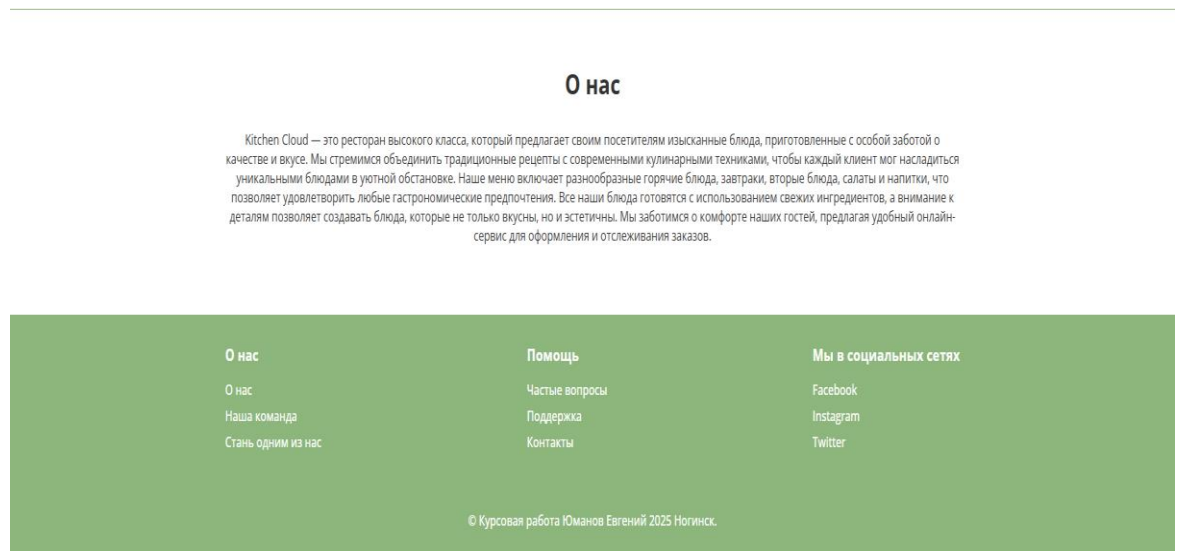 О нас
Kitchen Cloud — это ресторан высокого класса, который предлагает своим посетителям изысканные блюда, приготовленные с особой заботой о
качестве и вкусе. Мы стремимся объединить традиционные рецепты с современными кулинарными техниками, чтобы каждый клиент мог насладиться
уникальными блюдами в уютной обстановке. Наше меню включает разнообразные горячие блюда, завтраки, вторые блюда, салаты и напитки, что
позволяет удовлетворить любые гастрономические предпочтения. Все наши блюда готовятся с использованием свежих ингредиентов, а внимание к
деталям позволяет создавать блюда, которые не только вкусны, но и эстетичны. Мы заботимся о комфорте наших гостей, предлагая удобный онлайн-
сервис для оформления и отслеживания заказов.
О нас
О нас
Наша команда
Стань одним из нас
Помощь
Частые вопросы
Поддержка
Контакты
Мы в социальных сетях
Facebook
Instagram
Twitter
© Курсовая работа Юманов Евгений 2025 Ногинск.